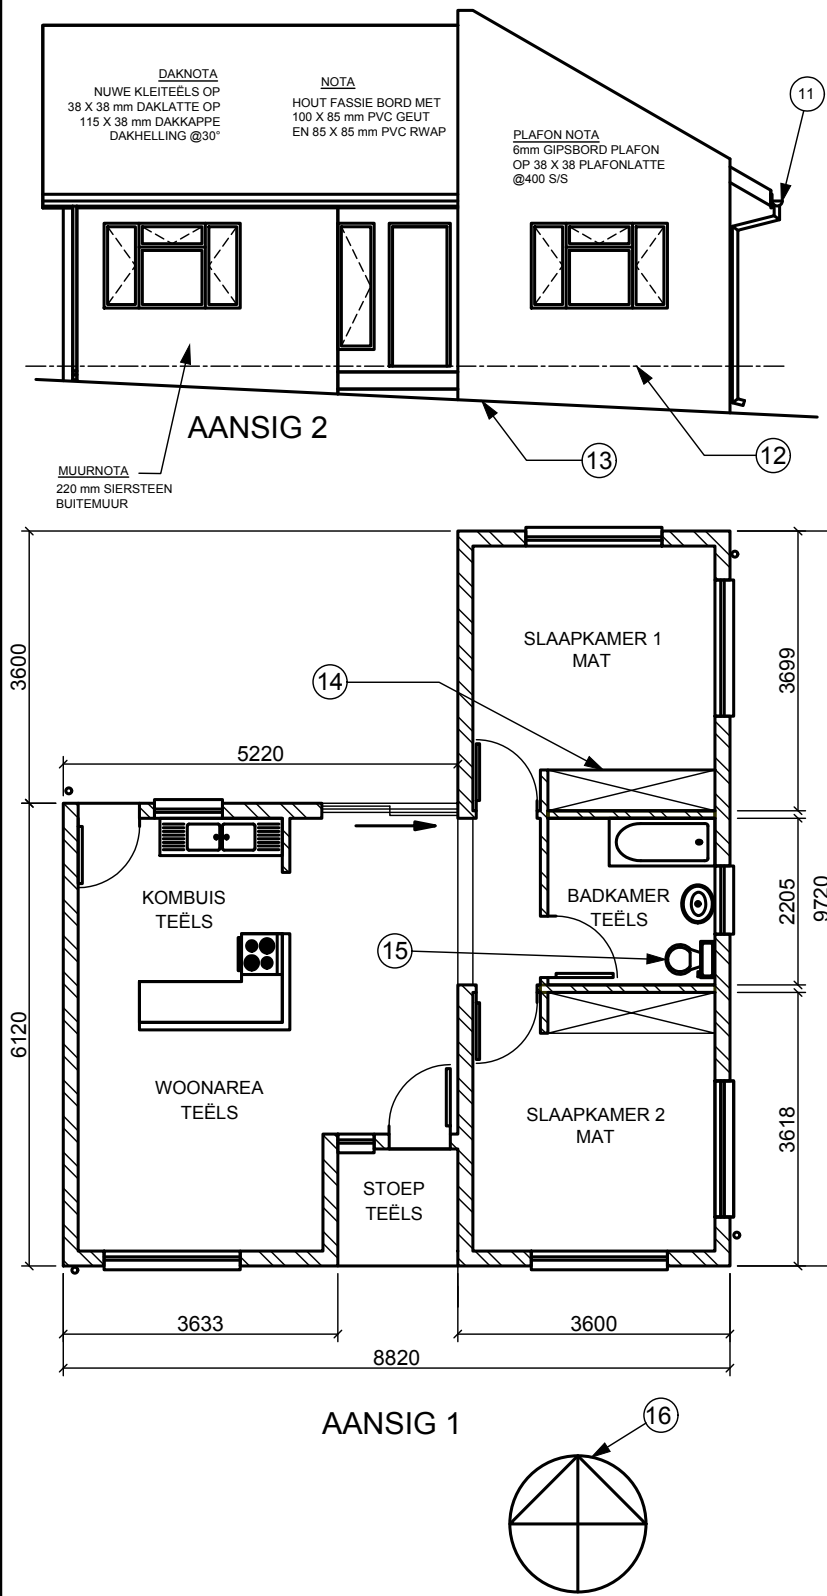 DAKNOTA
NUWE KLEITEËLS OP
38 X 38 mm DAKLATTE OP
115 X 38 mm DAKKAPPE
DAKHELLING @30°
NOTA
HOUT FASSIE BORD MET
100 X 85 mm PVC GEUT
EN 85 X 85 mm PVC RWAP
PLAFON NOTA
6mm GIPSBORD PLAFON
OP 38 X 38 PLAFONLATTE
@400 S/S
11
AANSIG 2
13
12
MUURNOTA
220 mm SIERSTEEN
BUITEMUUR
3600
SLAAPKAMER 1
MAT
14
3699
5220
KOMBUIS
TEËLS
BADKAMER
TEËLS
2205
9720
15
6120
WOONAREA
TEËLS
SLAAPKAMER 2
MAT
3618
STOEP
TEËLS
3633
3600
8820
AANSIG 1
16